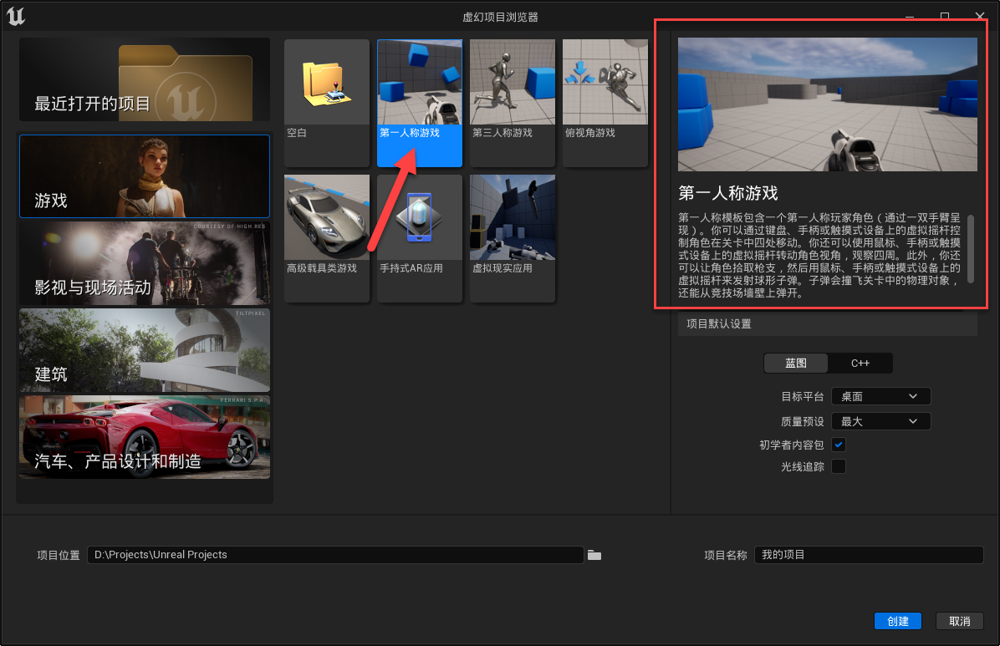 虚幻项目浏览器
最近打开的项目
游戏
COURTESY OF HIGH RES
影视与现场活动
TILTPIXEL
建筑
FERRARI S.P.A.
汽车、产品设计和制造
空白
第一人称游戏
第三人称游戏
俯视角游戏
高级载具类游戏
手持式AR应用
虚拟现实应用
第一人称游戏
第一人称模板包含一个第一人称玩家角色（通过一双手臂呈
现）。你可以通过键盘、手柄或触摸式设备上的虚拟摇杆控
制角色在关卡中四处移动。你还可以使用鼠标、手柄或触摸
式设备上的虚拟摇杆转动角色视角，观察四周。此外，你还
可以让角色拾取枪支，然后用鼠标、手柄或触摸式设备上的
虚拟摇杆来发射球形子弹。子弹会撞飞关卡中的物理对象，
还能从竞技场墙壁上弹开。
项目默认设置
蓝图 C++
目标平台 桌面
质量预设 最大
初学者内容包
光线追踪
项目位置 D:\Projects\Unreal Projects
项目名称 我的项目
创建 取消